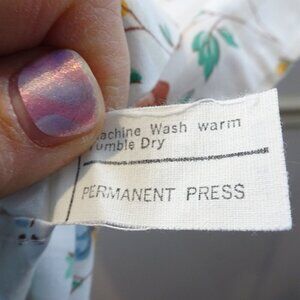 achine Wash warm
umble Dry
PERMANENT PRESS